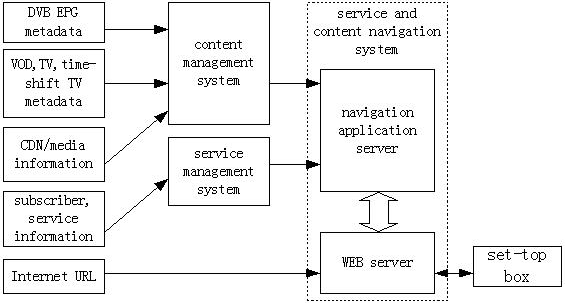 DVB EPG
metadata
VOD,TV,time-
shift TV
metadata
CDN/media
information
subscriber,
service
information
Internet URL
content
management
system
service
management
system
service and
content navigation
system
navigation
application
server
WEB server
set-top
box